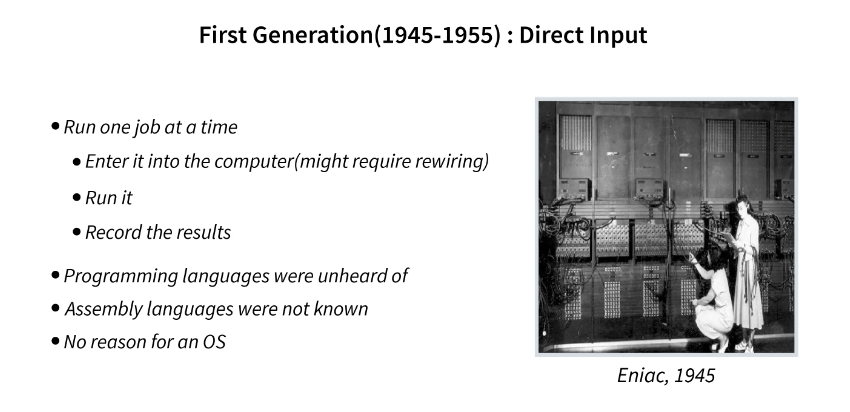 First Generation(1945-1955) : Direct Input
• Run one job at a time
• Enter it into the computer(might require rewiring)
• Run it
• Record the results
• Programming languages were unheard of
• Assembly languages were not known
• No reason for an OS
Eniac, 1945